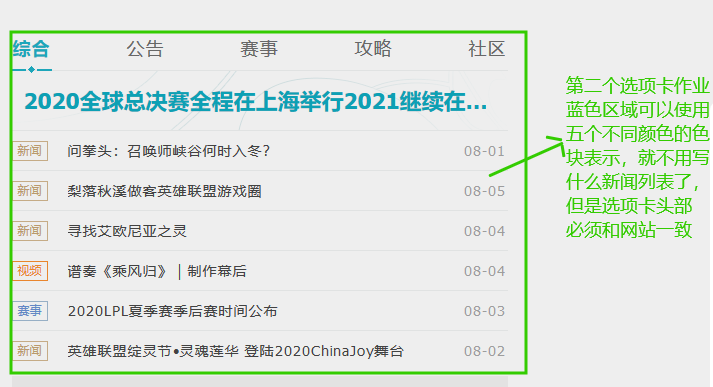 综合 公告 赛事 攻略 社区
2020全球总决赛全程在上海举行2021继续在...
新闻 问拳头：召唤师峡谷何时入冬？ 08-01
新闻 梨落秋溪做客英雄联盟游戏圈 08-05
新闻 寻找艾欧尼亚之灵 08-04
视频 谱奏《乘风归》｜制作幕后 08-04
赛事 2020LPL夏季赛季后赛时间公布 08-03
新闻 英雄联盟绽灵节•灵魂莲华 登陆2020ChinaJoy舞台 08-02
第二个选项卡作业
蓝色区域可以使用
五个不同颜色的色
块表示，就不用写
什么新闻列表了，
但是选项卡头部
必须和网站一致